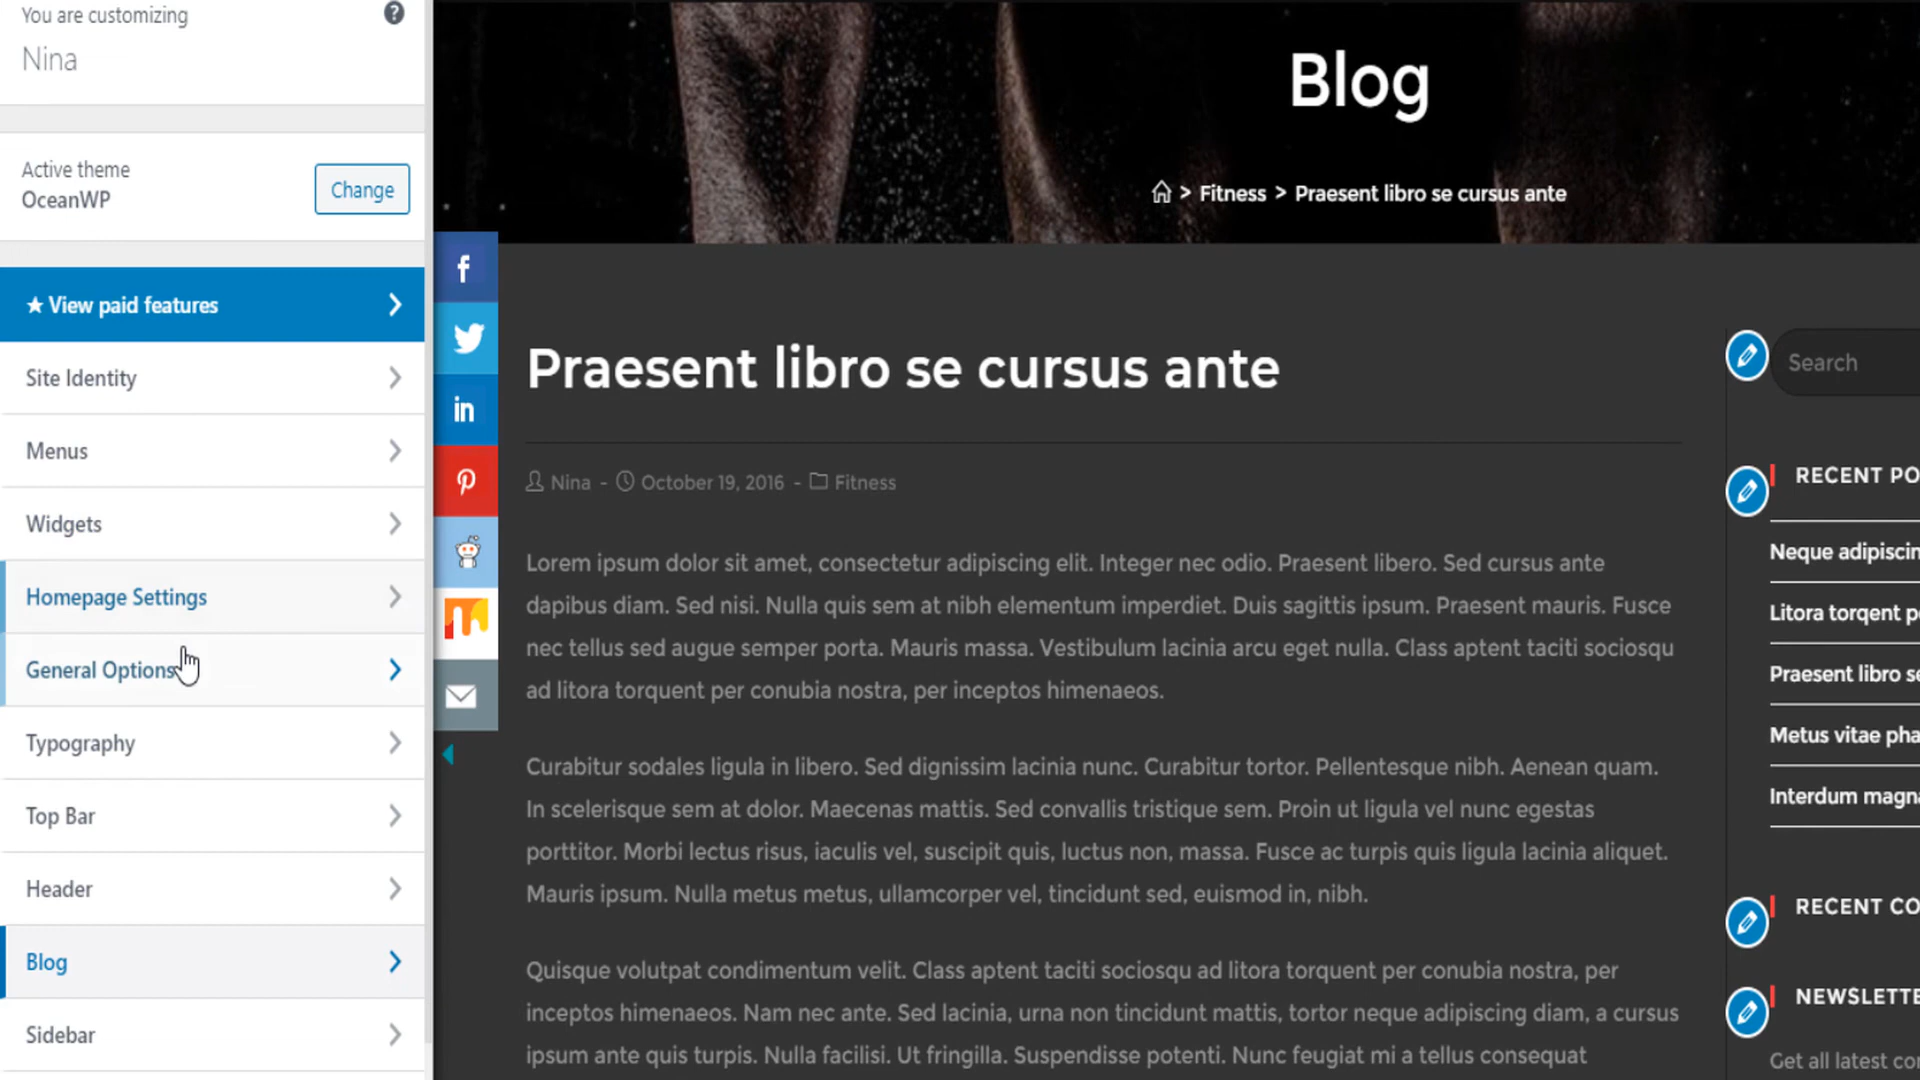 You are customizing
Nina
Active theme
OceanWP
Change
★ View paid features
Site Identity
Menus
Widgets
Homepage Settings
General Options
Typography
Top Bar
Header
Blog
Sidebar
Blog
> Fitness > Praesent libro se cursus ante
Praesent libro se cursus ante
Nina - October 19, 2016 - Fitness
Lorem ipsum dolor sit amet, consectetur adipiscing elit. Integer nec odio. Praesent libero. Sed cursus ante
dapibus diam. Sed nisi. Nulla quis sem at nibh elementum imperdiet. Duis sagittis ipsum. Praesent mauris. Fusce
nec tellus sed augue semper porta. Mauris massa. Vestibulum lacinia arcu eget nulla. Class aptent taciti sociosqu
ad litora torquent per conubia nostra, per inceptos himenaeos.
Curabitur sodales ligula in libero. Sed dignissim lacinia nunc. Curabitur tortor. Pellentesque nibh. Aenean quam.
In scelerisque sem at dolor. Maecenas mattis. Sed convallis tristique sem. Proin ut ligula vel nunc egestas
porttitor. Morbi lectus risus, iaculis vel, suscipit quis, luctus non, massa. Fusce ac turpis quis ligula lacinia aliquet.
Mauris ipsum. Nulla metus metus, ullamcorper vel, tincidunt sed, euismod in, nibh.
Quisque volutpat condimentum velit. Class aptent taciti sociosqu ad litora torquent per conubia nostra, per
inceptos himenaeos. Nam nec ante. Sed lacinia, urna non tincidunt mattis, tortor neque adipiscing diam, a cursus
ipsum ante quis turpis. Nulla facilisi. Ut fringilla. Suspendisse potenti. Nunc feugiat mi a tellus consequat
Search
RECENT PO
Neque adipiscin
Litora torqent p
Praesent libro se
Metus vitae pha
Interdum magna
RECENT CO
NEWSLETTE
Get all latest co